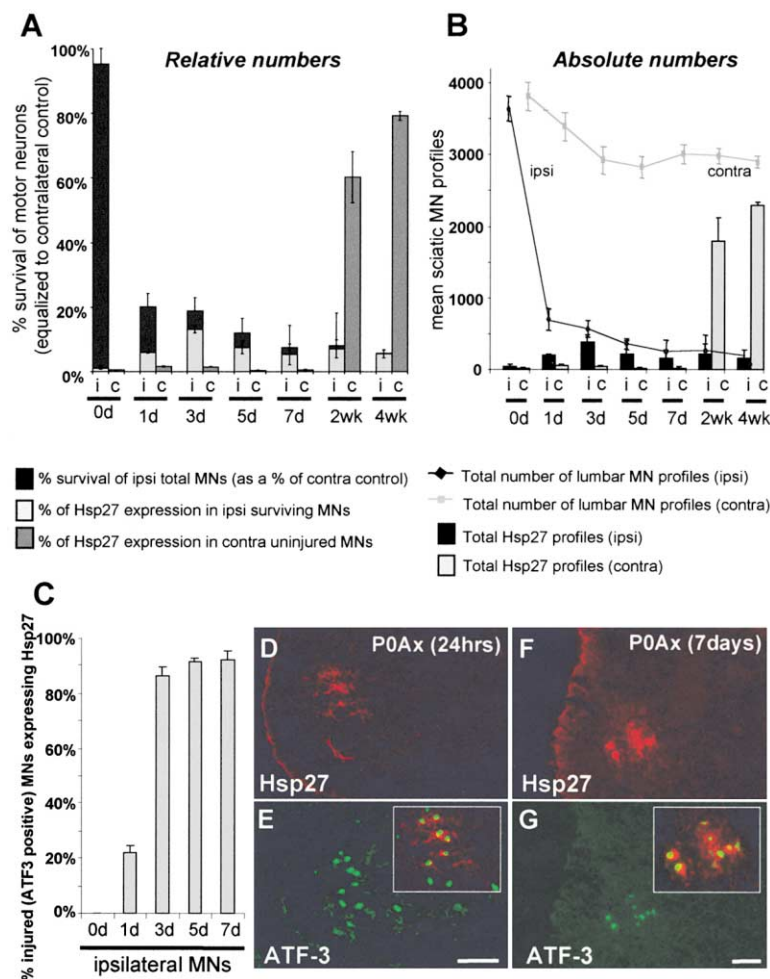 A
Relative numbers
% survival of motor neurons
(equalized to contralateral control)
100%
80%
60%
40%
20%
0%
i c i c i c i c i c i c i c
0d 1d 3d 5d 7d 2wk 4wk
B
Absolute numbers
mean sciatic MN profiles
4000
3000
2000
1000
0
ipsi
contra
i c i c i c i c i c i c i c
0d 1d 3d 5d 7d 2wk 4wk
% survival of ipsi total MNs (as a % of contra control)
% of Hsp27 expression in ipsi surviving MNs
% of Hsp27 expression in contra uninjured MNs
Total number of lumbar MN profiles (ipsi)
Total number of lumbar MN profiles (contra)
Total Hsp27 profiles (ipsi)
Total Hsp27 profiles (contra)
C
% injured (ATF3 positive) MNs expressing Hsp27
100%
80%
60%
40%
20%
0%
0d 1d 3d 5d 7d
ipsilateral MNs
D P0Ax (24hrs)
Hsp27
F P0Ax (7days)
Hsp27
E
ATF-3
G
ATF-3